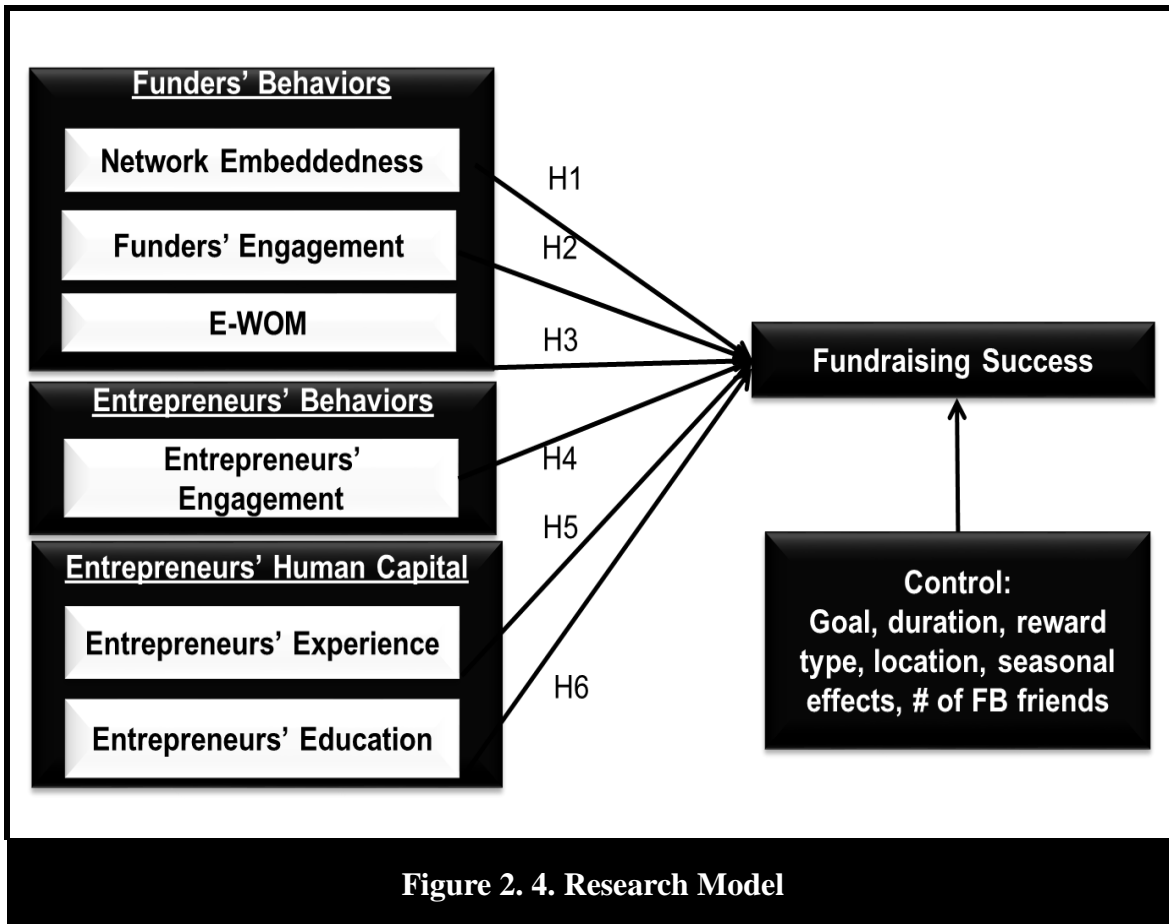 Funders’ Behaviors
Network Embeddedness
Funders’ Engagement
E-WOM
Entrepreneurs’ Behaviors
Entrepreneurs’
Engagement
Entrepreneurs’ Human Capital
Entrepreneurs’ Experience
Entrepreneurs’ Education
H1
H2
H3
H4
H5
H6
Fundraising Success
Control:
Goal, duration, reward
type, location, seasonal
effects, # of FB friends
Figure 2. 4. Research Model